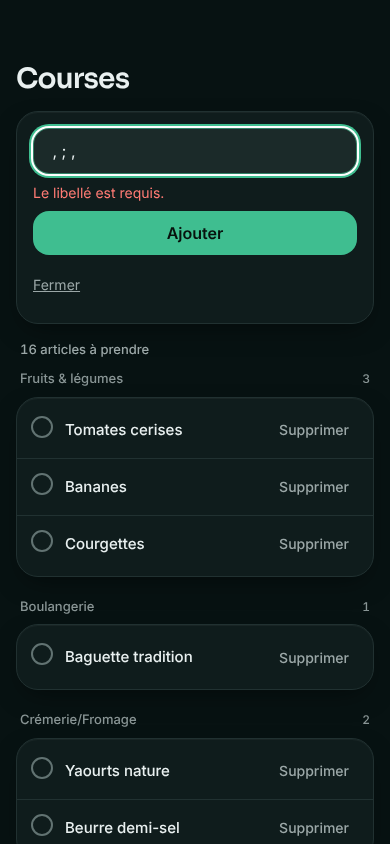 Courses
, ; ,
Le libellé est requis.
Ajouter
Fermer
16 articles à prendre
Fruits & légumes 3
Tomates cerises Supprimer
Bananes Supprimer
Courgettes Supprimer
Boulangerie 1
Baguette tradition Supprimer
Crémerie/Fromage 2
Yaourts nature Supprimer
Beurre demi-sel Supprimer